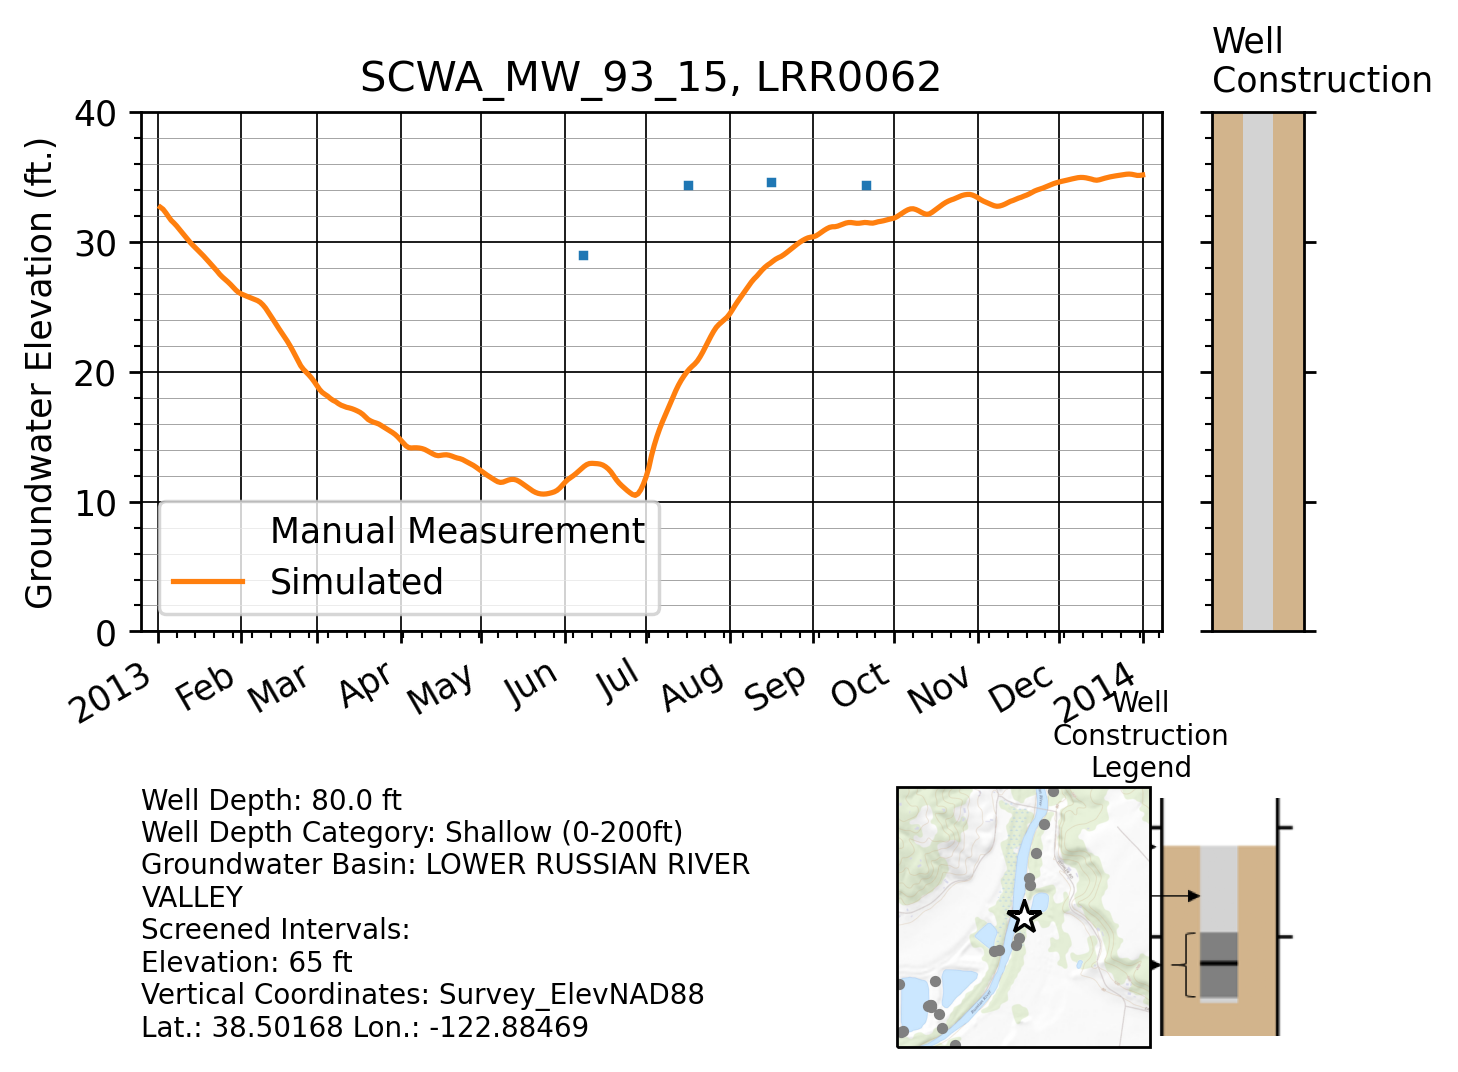 Well
Construction
SCWA_MW_93_15, LRR0062
Groundwater Elevation (ft.)
40
30
20
10
0
Manual Measurement
Simulated
2013
Feb
Mar
Apr
May
Jun
Jul
Aug
Sep
Oct
Nov
Dec
2014
Well
Construction
Legend
Well Depth: 80.0 ft
Well Depth Category: Shallow (0-200ft)
Groundwater Basin: LOWER RUSSIAN RIVER
VALLEY
Screened Intervals:
Elevation: 65 ft
Vertical Coordinates: Survey_ElevNAD88
Lat.: 38.50168 Lon.: -122.88469